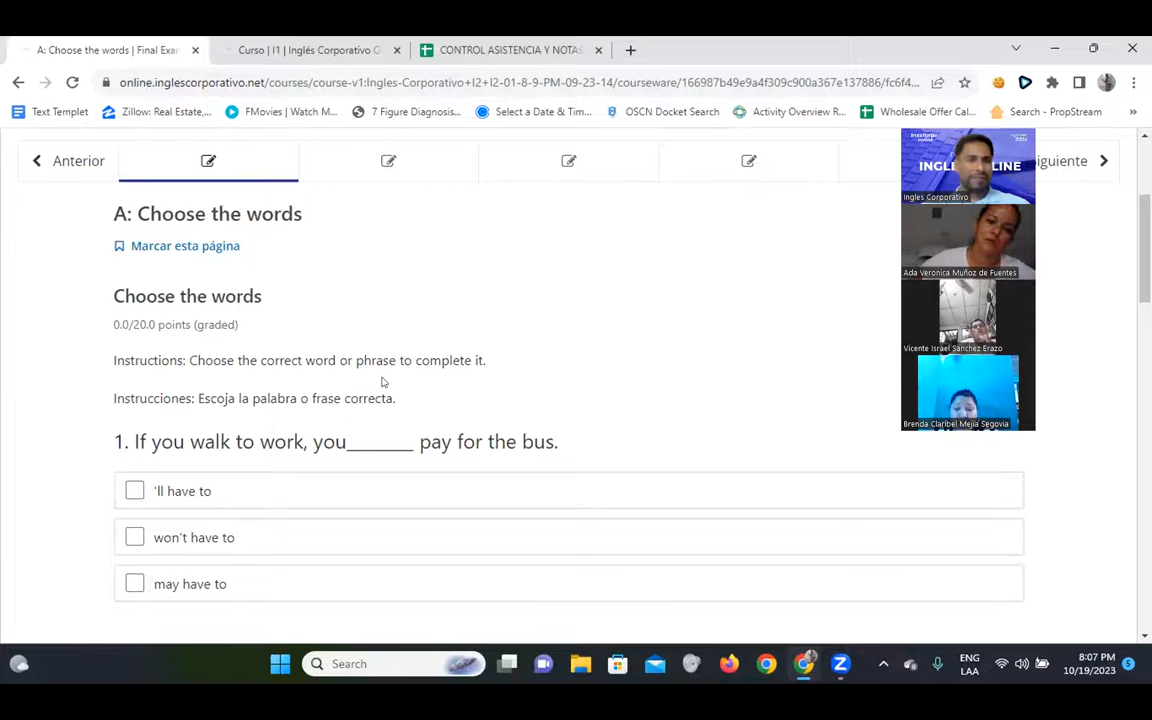 A: Choose the words | Final Exar
Curso | I1 | Inglés Corporativo O
CONTROL ASISTENCIA Y NOTAS
online.inglescorporativo.net/courses/course-v1:Ingles-Corporativo+I2+I2-01-8-9-PM-09-23-14/courseware/166987b49e9a4f309c900a367e137886/fc6f4...
Text Templet
Zillow: Real Estate,...
FMovies | Watch M...
7 Figure Diagnosis...
Select a Date & Tim...
OSCN Docket Search
Activity Overview R...
Wholesale Offer Cal...
Search - PropStream
Anterior
iguiente
A: Choose the words
Marcar esta página
Choose the words
0.0/20.0 points (graded)
Instructions: Choose the correct word or phrase to complete it.
Instrucciones: Escoja la palabra o frase correcta.
1. If you walk to work, you_______ pay for the bus.
'll have to
won't have to
may have to
INGL LINE
Ingles Corporativo
Ada Veronica Muñoz de Fuentes
Vicente Israel Sanchez Erazo
Brenda Claribel Mejía Segovia
Search
ENG
LAA
8:07 PM
10/19/2023
5